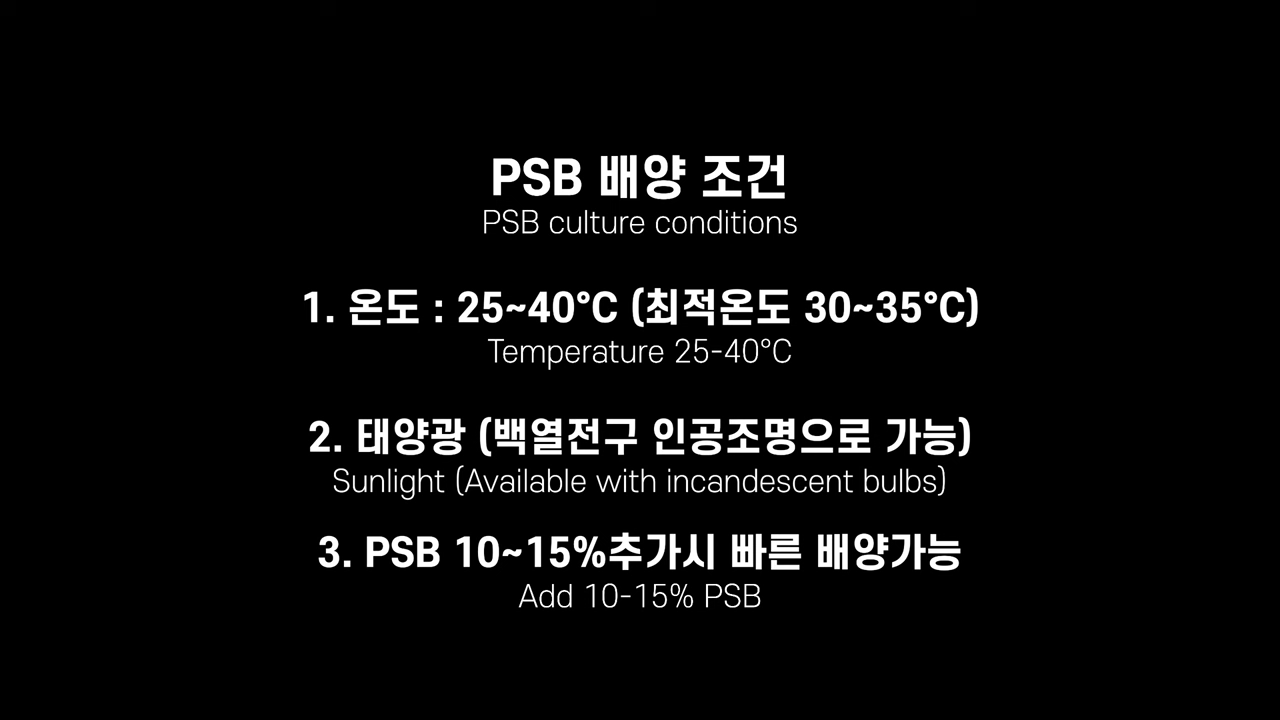 PSB 배양 조건
PSB culture conditions
1. 온도 : 25~40°C (최적온도 30~35°C)
Temperature 25-40°C
2. 태양광 (백열전구 인공조명으로 가능)
Sunlight (Available with incandescent bulbs)
3. PSB 10~15%추가시 빠른 배양가능
Add 10-15% PSB